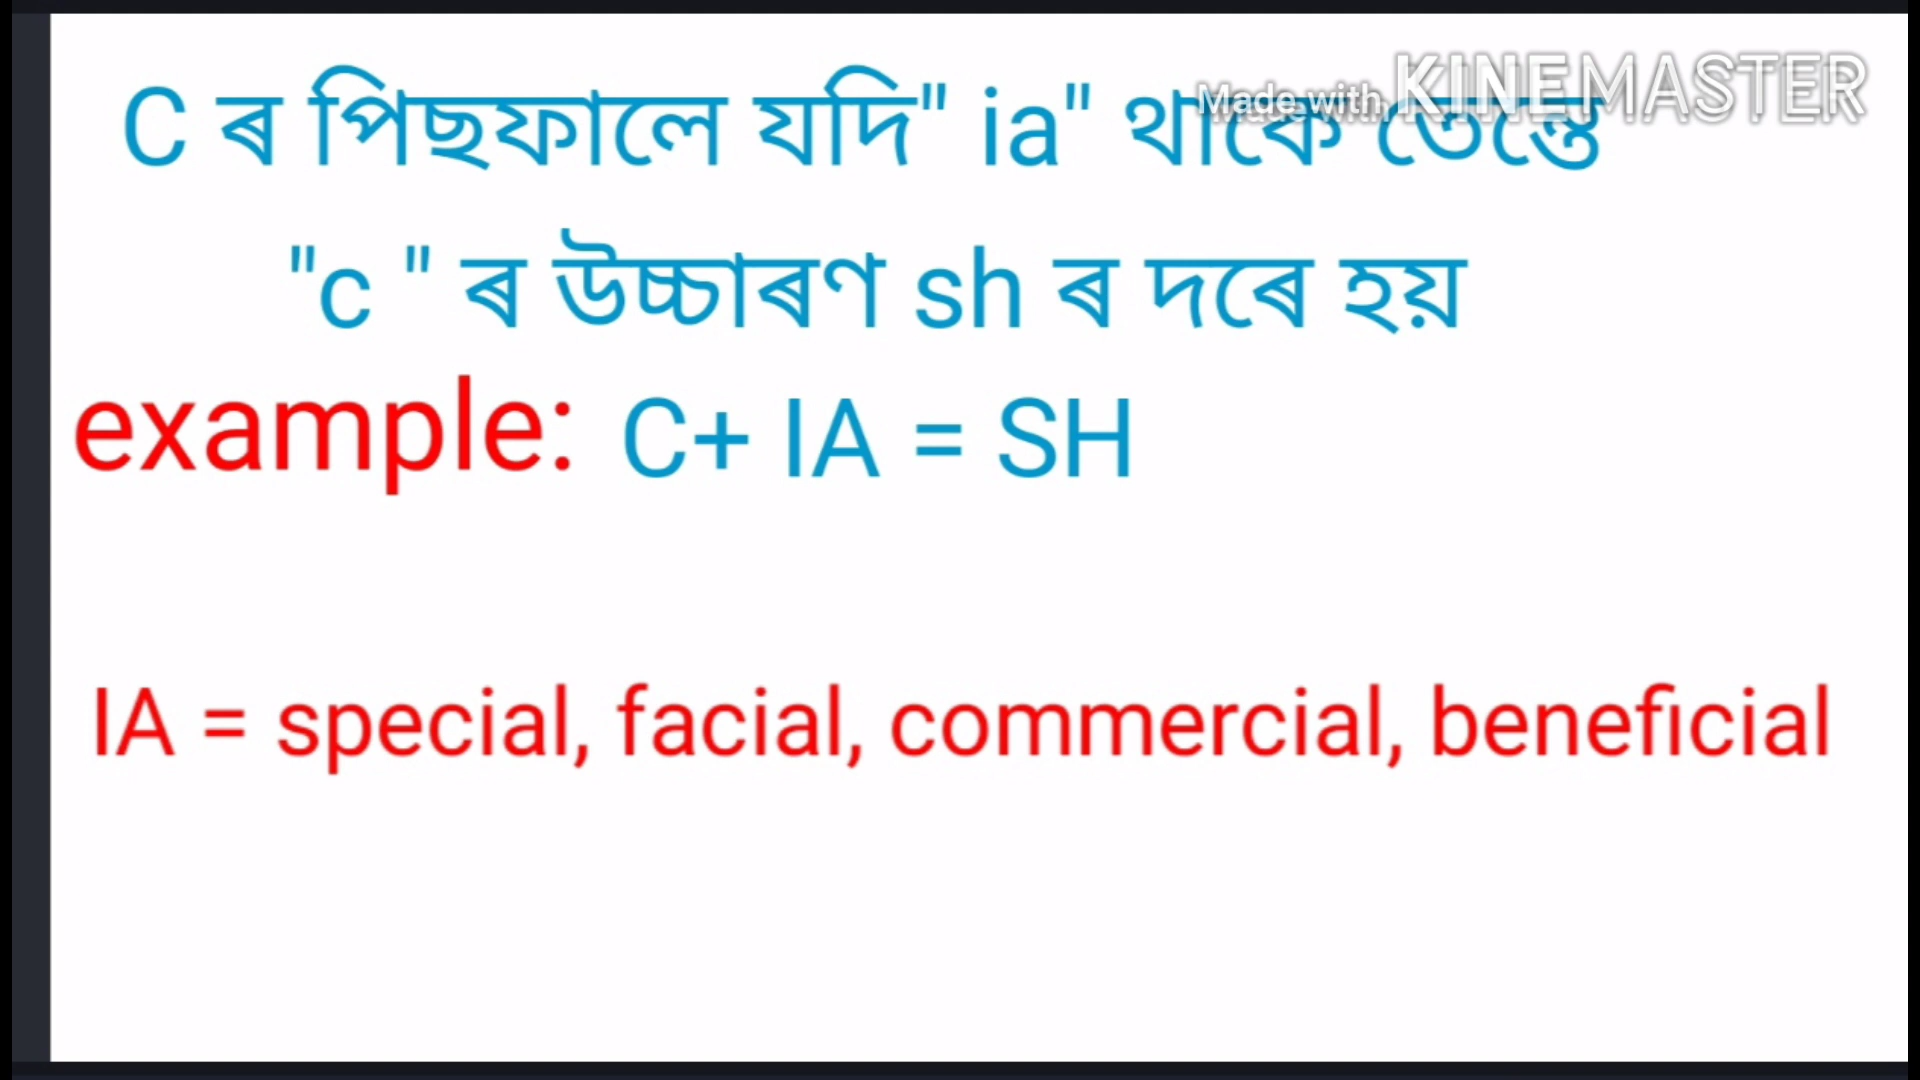 C ৰ পিছফালে যদি" ia" থাকে তেন্তে
Made with KINEMASTER
"c " ৰ উচ্চাৰণ sh ৰ দৰে হয়
example: C+ IA = SH
IA = special, facial, commercial, beneficial